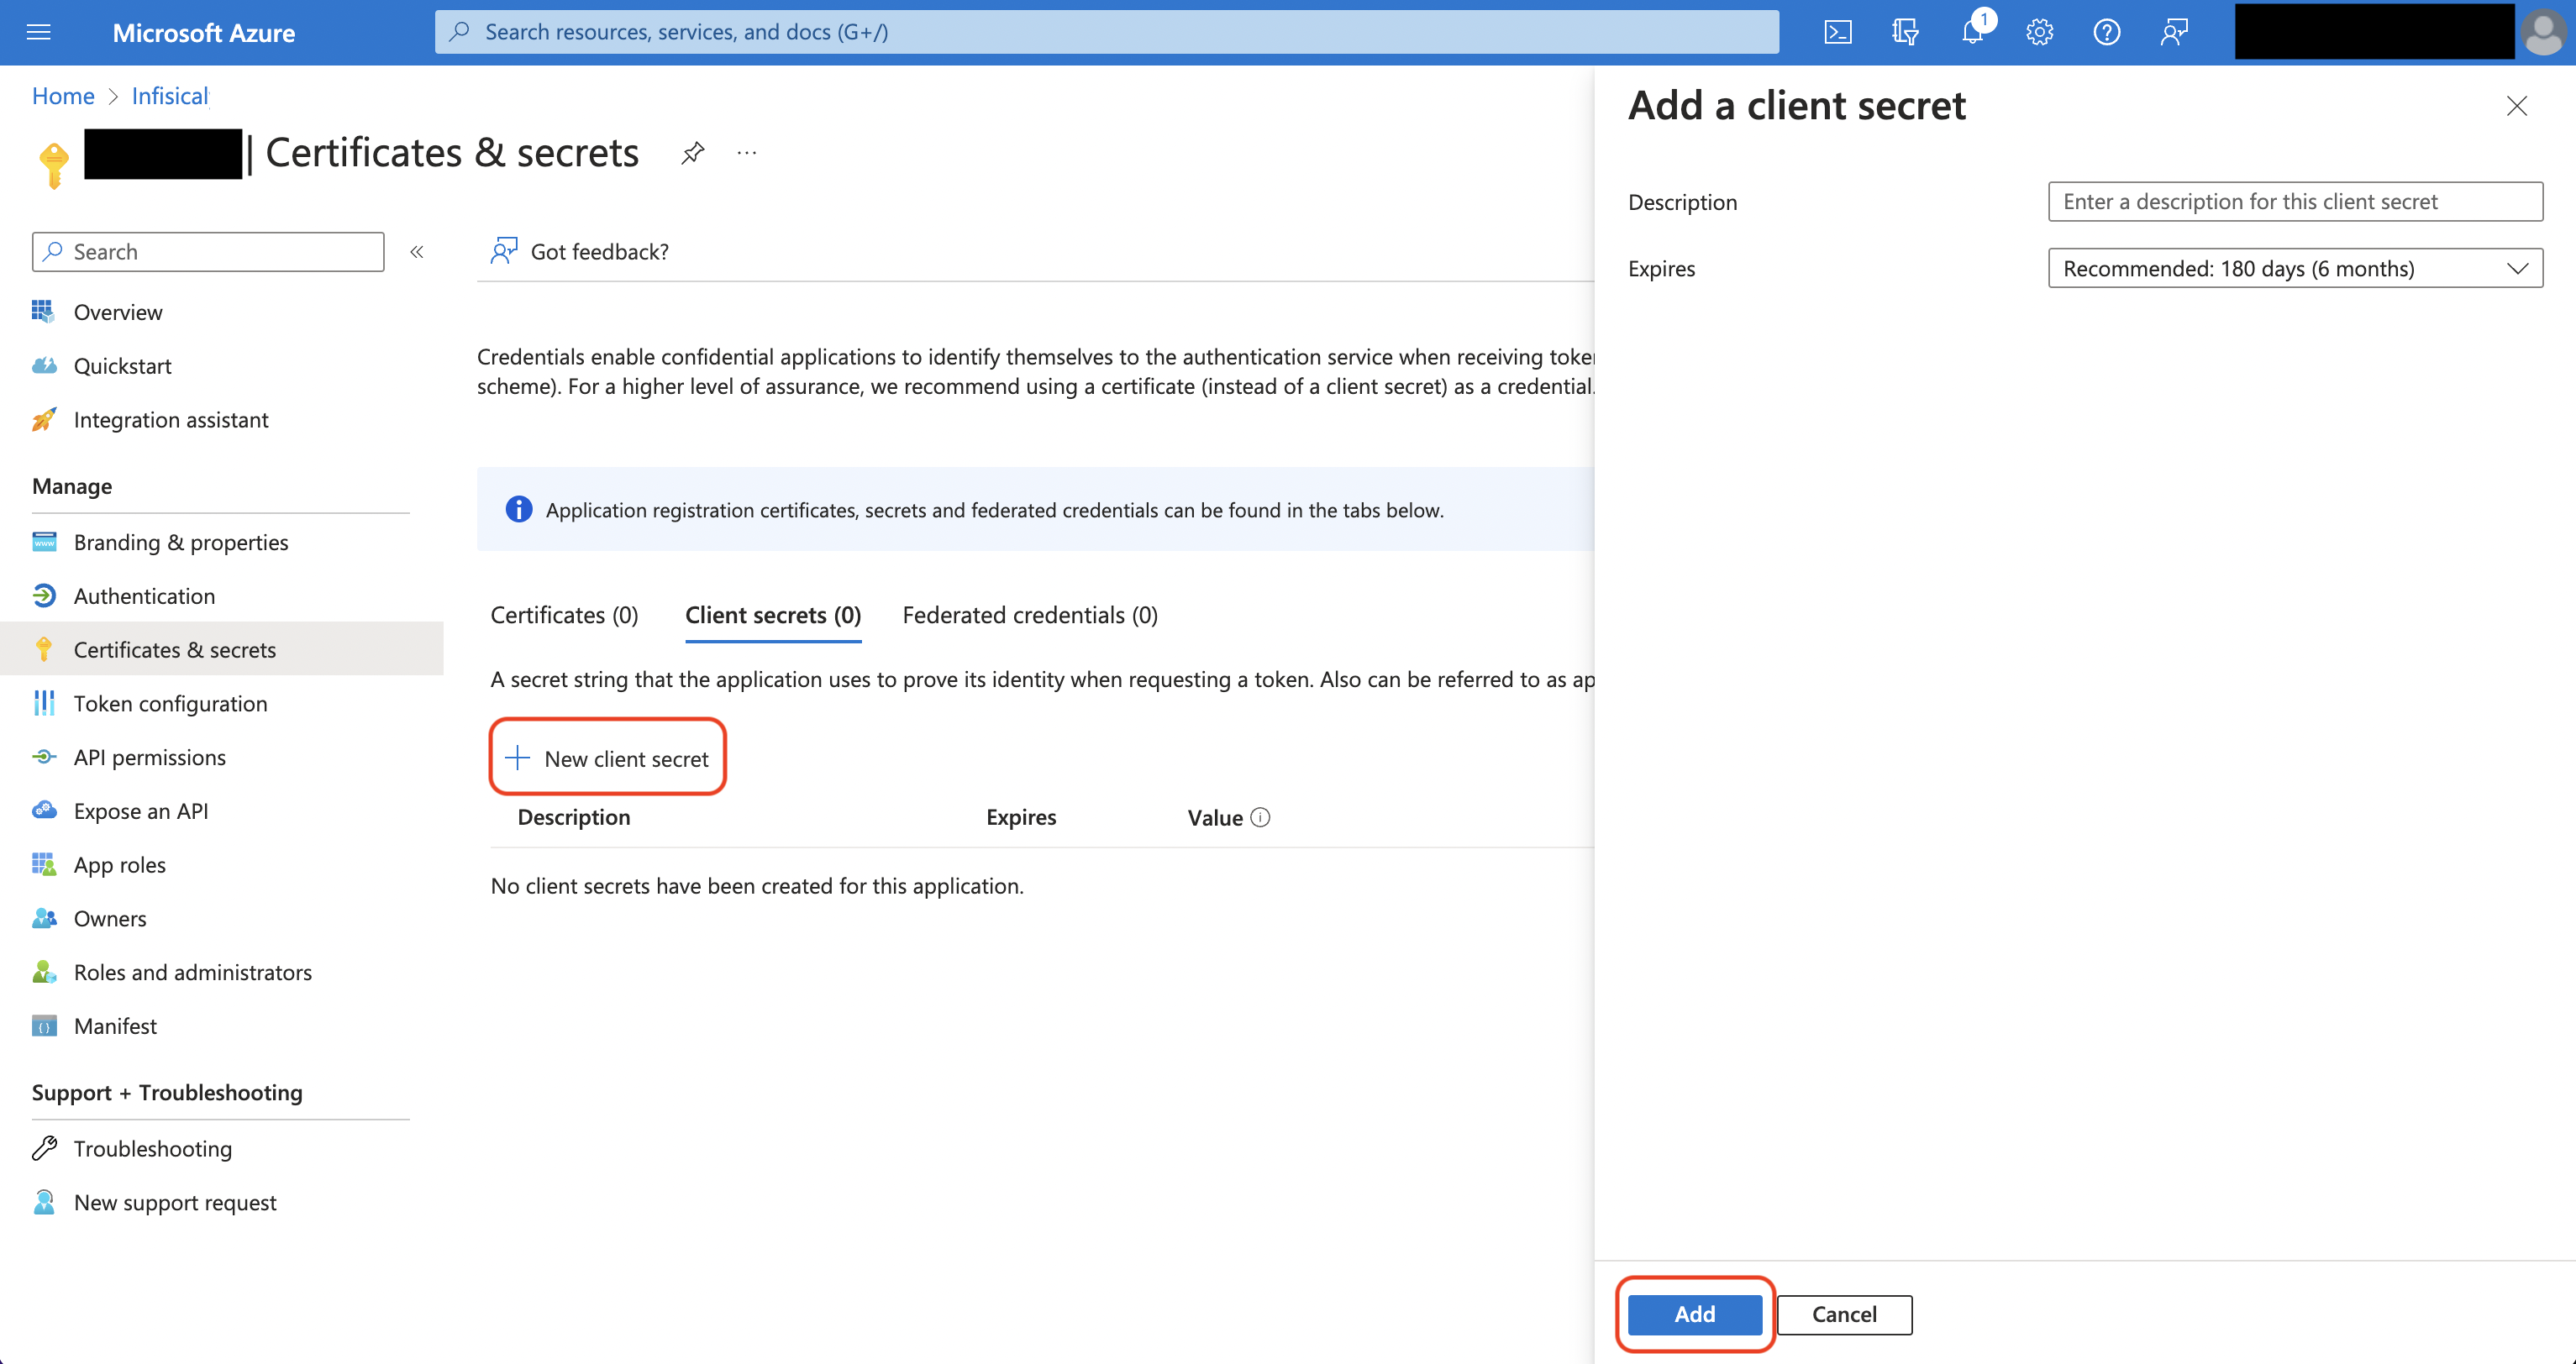 Microsoft Azure
Search resources, services, and docs (G+/)
1
Home > Infisical
| Certificates & secrets
Search
Overview
Quickstart
Integration assistant
Manage
Branding & properties
Authentication
Certificates & secrets
Token configuration
API permissions
Expose an API
App roles
Owners
Roles and administrators
Manifest
Support + Troubleshooting
Troubleshooting
New support request
Got feedback?
Credentials enable confidential applications to identify themselves to the authentication service when receiving toke
scheme). For a higher level of assurance, we recommend using a certificate (instead of a client secret) as a credential.
Application registration certificates, secrets and federated credentials can be found in the tabs below.
Certificates (0) Client secrets (0) Federated credentials (0)
A secret string that the application uses to prove its identity when requesting a token. Also can be referred to as ap
New client secret
Description Expires Value
No client secrets have been created for this application.
Add a client secret
Description Enter a description for this client secret
Expires Recommended: 180 days (6 months)
Add Cancel